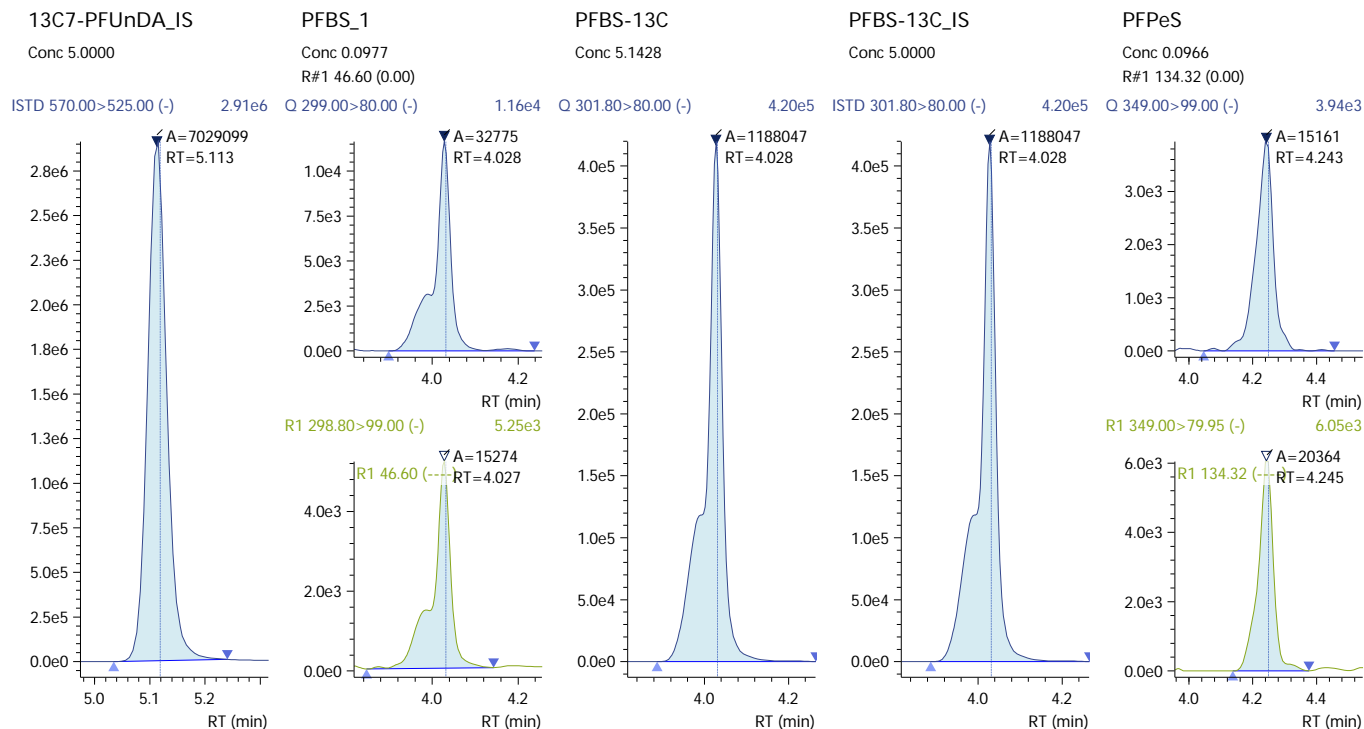 13C7-PFUnDA_IS
Conc 5.0000
ISTD 570.00>525.00 (-) 2.91e6
A=7029099
RT=5.113
2.8e6
2.5e6
2.3e6
2.0e6
1.8e6
1.5e6
1.3e6
1.0e6
7.5e5
5.0e5
2.5e5
0.0e0
5.0 5.1 5.2
RT (min)
PFBS_1
Conc 0.0977
R#1 46.60 (0.00)
Q 299.00>80.00 (-) 1.16e4
A=32775
RT=4.028
1.0e4
7.5e3
5.0e3
2.5e3
0.0e0
4.0 4.2
RT (min)
R1 298.80>99.00 (-) 5.25e3
A=15274
R1 46.60 (----)
RT=4.027
4.0e3
2.0e3
0.0e0
4.0 4.2
RT (min)
PFBS-13C
Conc 5.1428
Q 301.80>80.00 (-) 4.20e5
A=1188047
RT=4.028
4.0e5
3.5e5
3.0e5
2.5e5
2.0e5
1.5e5
1.0e5
5.0e4
0.0e0
4.0 4.2
RT (min)
PFBS-13C_IS
Conc 5.0000
ISTD 301.80>80.00 (-) 4.20e5
A=1188047
RT=4.028
4.0e5
3.5e5
3.0e5
2.5e5
2.0e5
1.5e5
1.0e5
5.0e4
0.0e0
4.0 4.2
RT (min)
PFPeS
Conc 0.0966
R#1 134.32 (0.00)
Q 349.00>99.00 (-) 3.94e3
A=15161
RT=4.243
3.0e3
2.0e3
1.0e3
0.0e0
4.0 4.2 4.4
RT (min)
R1 349.00>79.95 (-) 6.05e3
A=20364
6.0e3
R1 134.32 (----)
RT=4.245
4.0e3
2.0e3
0.0e0
4.0 4.2 4.4
RT (min)